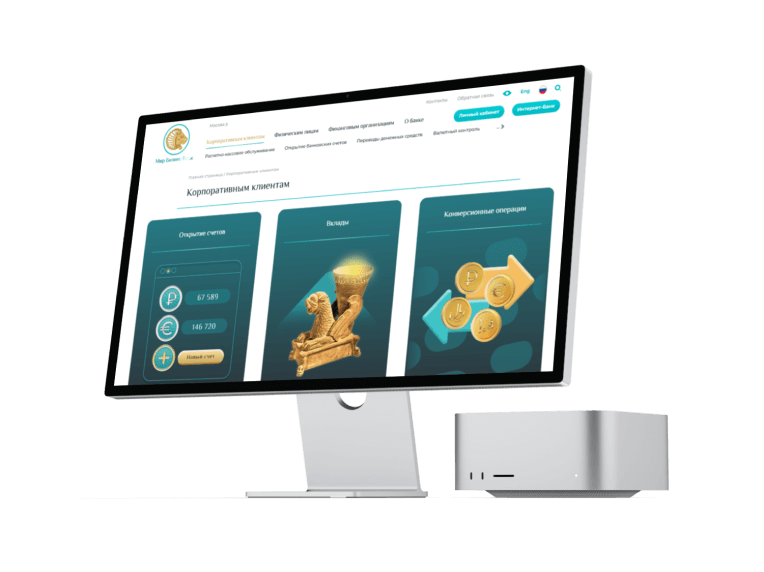 Контакты Обратная связь Eng
Личный кабинет Интернет-Банк
Москва
Корпоративным клиентам Физическим лицам Финансовым организациям О банке
Расчетно-кассовое обслуживание Открытие банковских счетов Переводы денежных средств Валютный контроль ...
Мир Бизнес
Главная страница / Корпоративным клиентам
Корпоративным клиентам
Открытие счетов
67 589
146 720
Новый счет
Вклады
Конверсионные операции